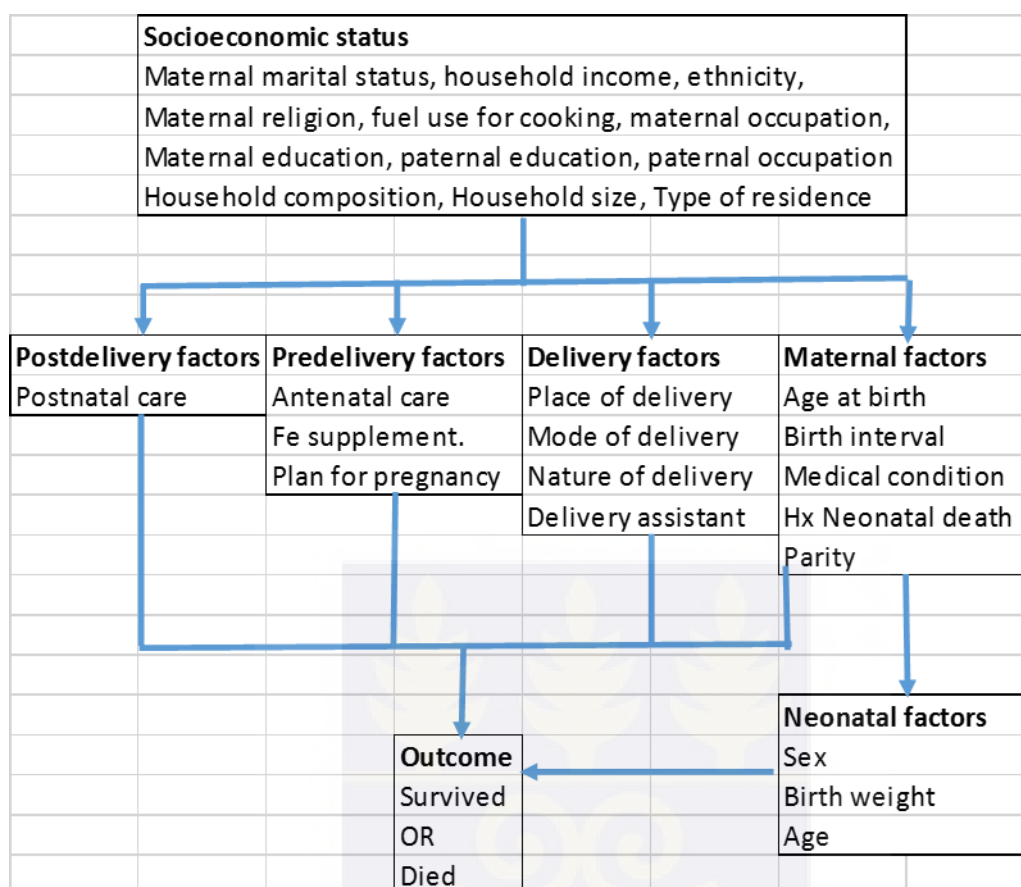 Socioeconomic status
Maternal marital status, household income, ethnicity,
Maternal religion, fuel use for cooking, maternal occupation,
Maternal education, paternal education, paternal occupation
Household composition, Household size, Type of residence
Postdelivery factors
Postnatal care
Predelivery factors
Antenatal care
Fe supplement.
Plan for pregnancy
Delivery factors
Place of delivery
Mode of delivery
Nature of delivery
Delivery assistant
Maternal factors
Age at birth
Birth interval
Medical condition
Hx Neonatal death
Parity
Neonatal factors
Sex
Birth weight
Age
Outcome
Survived
OR
Died